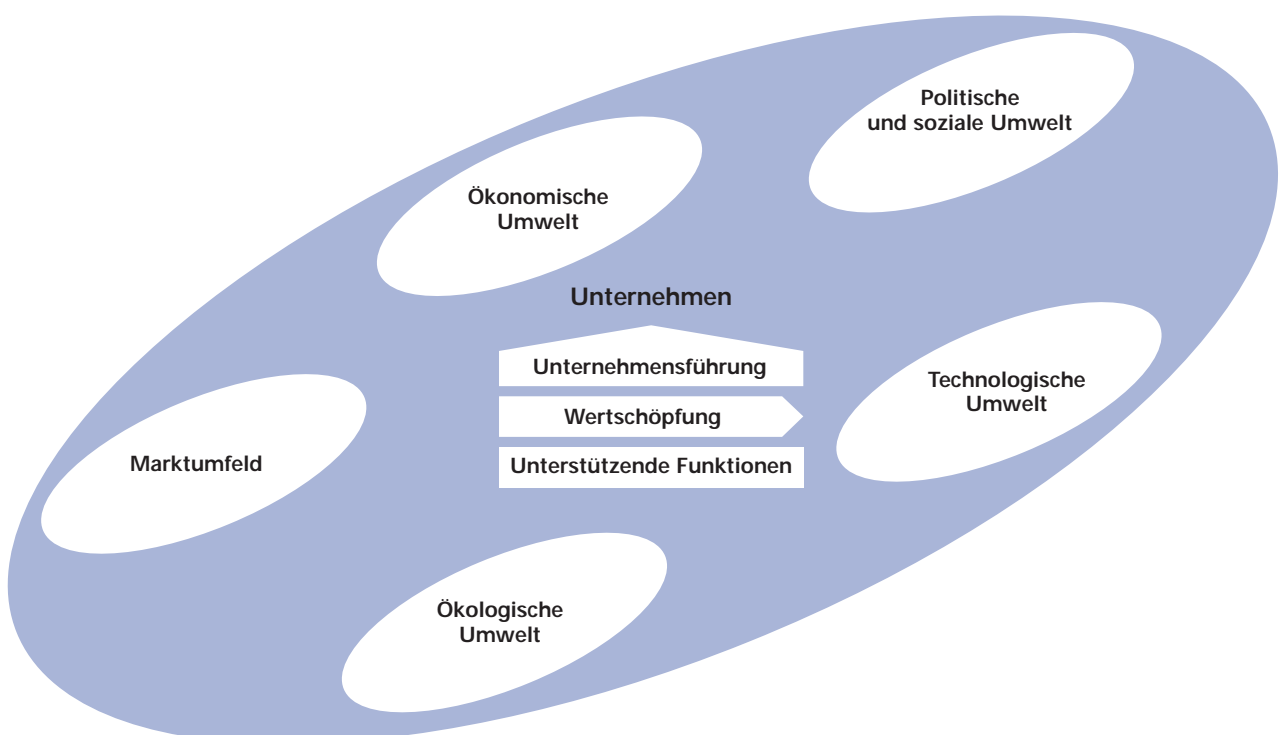 Politische
und soziale Umwelt
Ökonomische
Umwelt
Unternehmen
Unternehmensführung
Wertschöpfung
Unterstützende Funktionen
Technologische
Umwelt
Marktumfeld
Ökologische
Umwelt